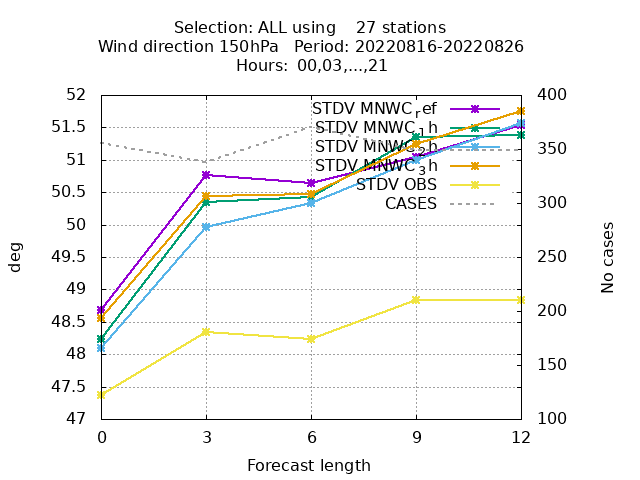 Selection: ALL using 27 stations
Wind direction 150hPa Period: 20220816-20220826
Hours: 00,03,...,21
52
51.5
51
50.5
50
49.5
49
48.5
48
47.5
47
deg
400
350
300
250
200
150
100
No cases
STDV MNWC_ref
STDV MNWC_1h
STDV MNWC_2h
STDV MNWC_3h
STDV OBS
CASES
0 3 6 9 12
Forecast length